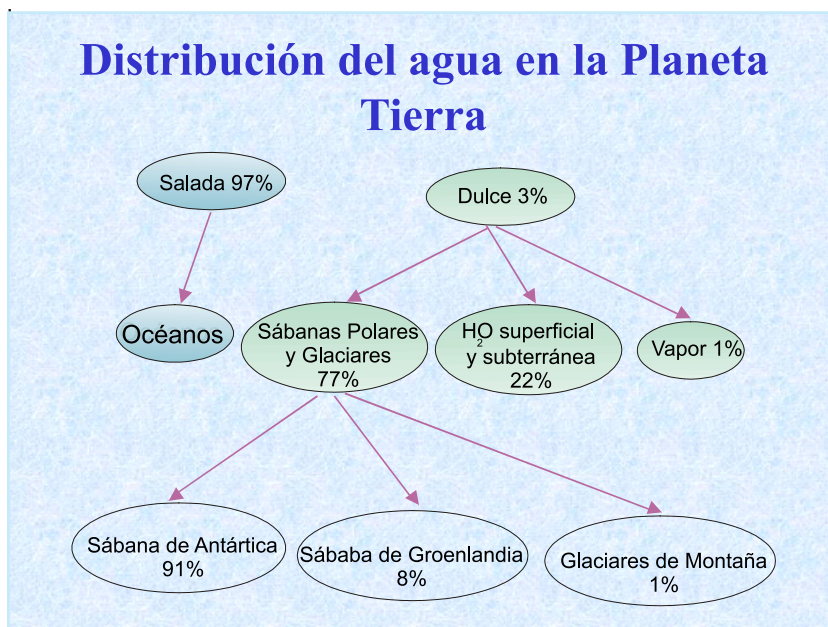 Distribución del agua en la Planeta
Tierra
Salada 97%
Dulce 3%
Océanos
Sábanas Polares
y Glaciares
77%
H2O superficial
y subterránea
22%
Vapor 1%
Sábana de Antártica
91%
Sábaba de Groenlandia
8%
Glaciares de Montaña
1%